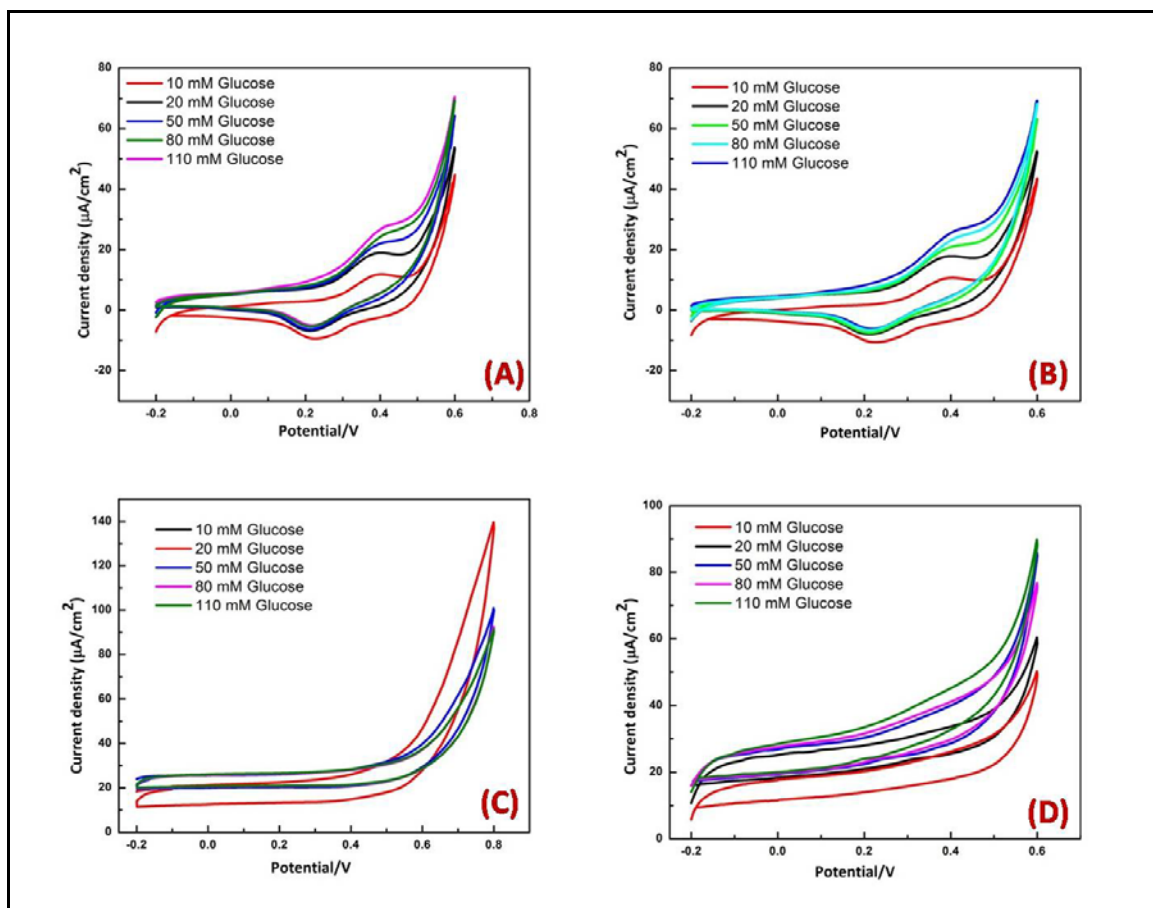 80
60
40
20
0
-20
Current density (µA/cm²)
10 mM Glucose
20 mM Glucose
50 mM Glucose
80 mM Glucose
110 mM Glucose
(A)
-0.2 0.0 0.2 0.4 0.6 0.8
Potential/V
80
60
40
20
0
-20
Current density (µA/cm²)
10 mM Glucose
20 mM Glucose
50 mM Glucose
80 mM Glucose
110 mM Glucose
(B)
-0.2 0.0 0.2 0.4 0.6
Potential/V
140
120
100
80
60
40
20
0
Current density (µA/cm²)
10 mM Glucose
20 mM Glucose
50 mM Glucose
80 mM Glucose
110 mM Glucose
(C)
-0.2 0.0 0.2 0.4 0.6 0.8
Potential/V
100
80
60
40
20
0
Current density (µA/cm²)
10 mM Glucose
20 mM Glucose
50 mM Glucose
80 mM Glucose
110 mM Glucose
(D)
-0.2 0.0 0.2 0.4 0.6
Potential/V